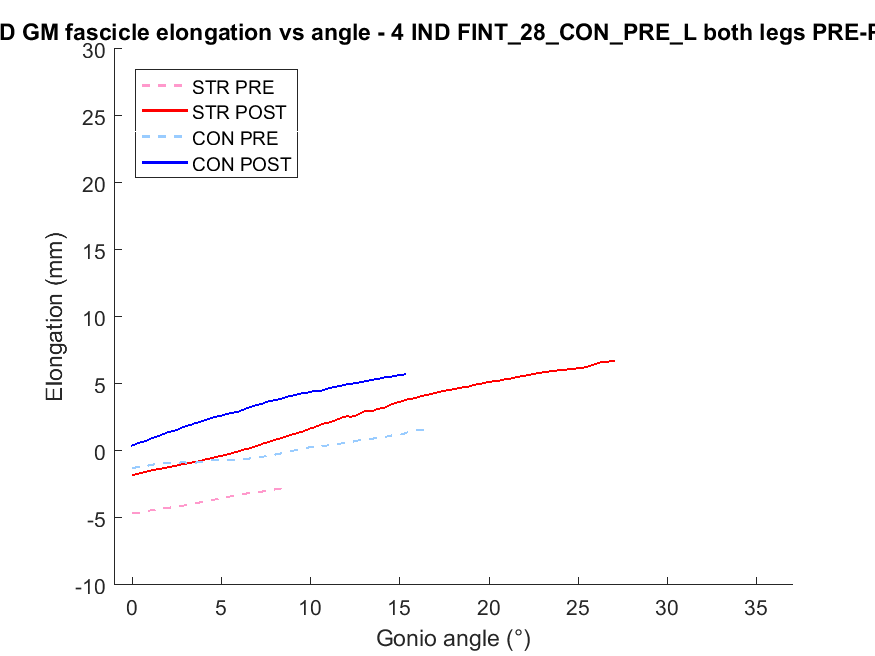 D GM fascicle elongation vs angle - 4 IND FINT_28_CON_PRE_L both legs PRE-P
30
25
20
15
10
5
0
-5
-10
Elongation (mm)
STR PRE
STR POST
CON PRE
CON POST
0 5 10 15 20 25 30 35
Gonio angle (°)